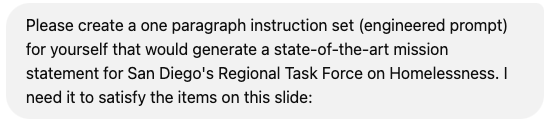 Please create a one paragraph instruction set (engineered prompt)
for yourself that would generate a state-of-the-art mission
statement for San Diego's Regional Task Force on Homelessness. I
need it to satisfy the items on this slide: